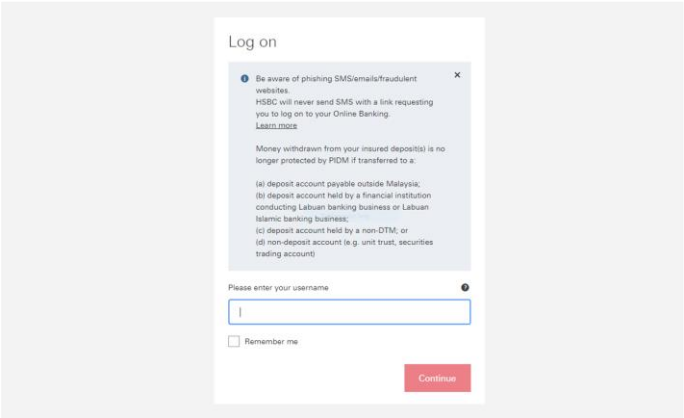 Log on
Be aware of phishing SMS/emails/fraudulent
websites.
HSBC will never send SMS with a link requesting
you to log on to your Online Banking.
Learn more
Money withdrawn from your insured deposit(s) is no
longer protected by PIDM if transferred to a:
(a) deposit account payable outside Malaysia;
(b) deposit account held by a financial institution
conducting Labuan banking business or Labuan
Islamic banking business;
(c) deposit account held by a non-DTM; or
(d) non-deposit account (e.g. unit trust, securities
trading account)
Please enter your username
Remember me
Continue